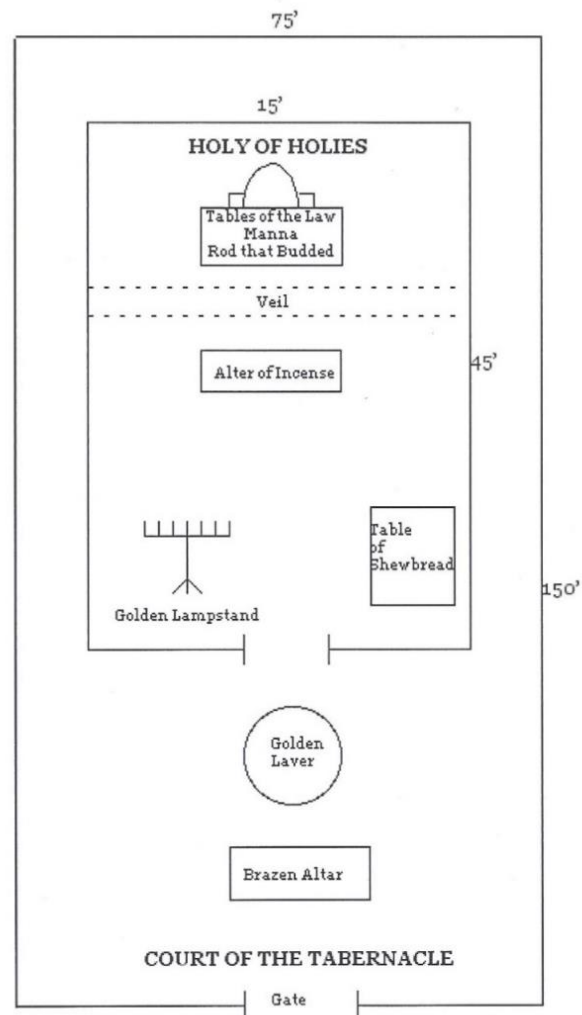 75'
15'
HOLY OF HOLIES
Tables of the Law
Manna
Rod that Budded
Veil
Alter of Incense
45'
Table
of
Shewbread
150'
Golden Lampstand
Golden
Laver
Brazen Altar
COURT OF THE TABERNACLE
Gate